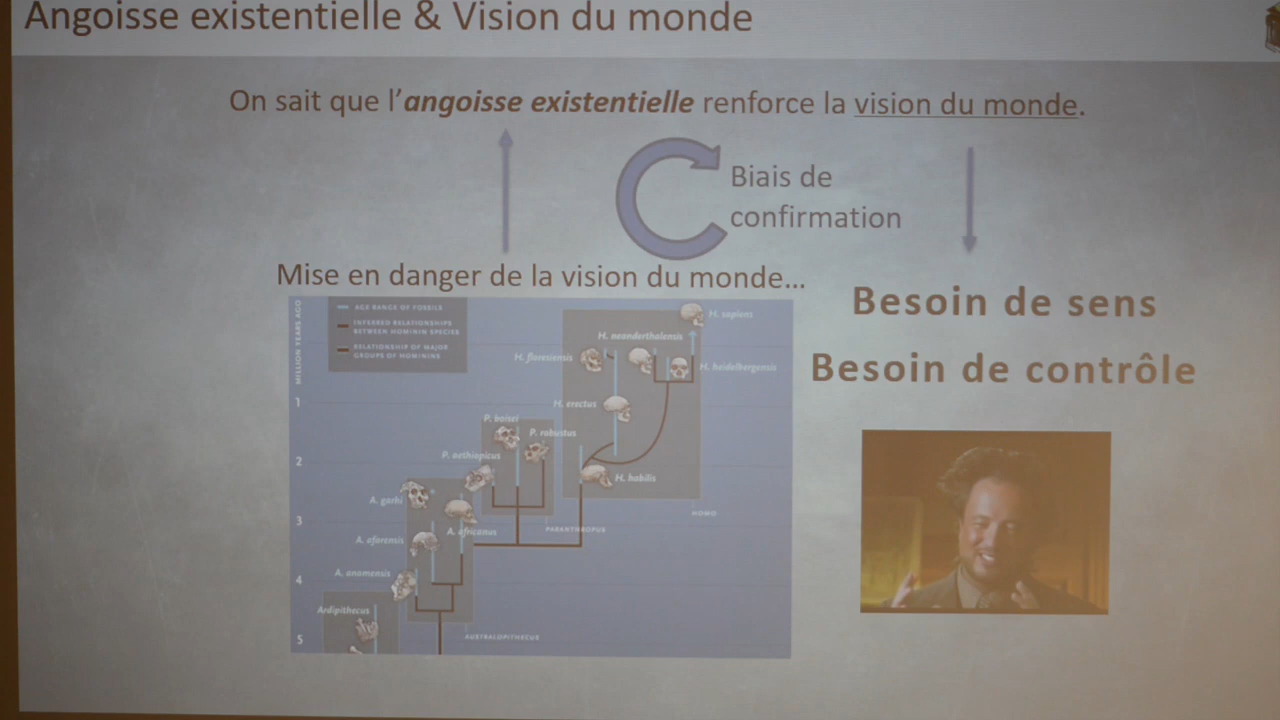 Angoisse existentielle & Vision du monde
On sait que l'angoisse existentielle renforce la vision du monde.
Biais de
confirmation
Mise en danger de la vision du monde...
Besoin de sens
Besoin de contrôle
MILLION YEARS AGO
AGE RANGE OF FOSSILS
INFERRED RELATIONSHIPS
BETWEEN HOMININ SPECIES
RELATIONSHIP OF MAJOR
GROUPS OF HOMININS
H. sapiens
H. neanderthalensis
H. floresiensis
H. heidelbergensis
1
H. erectus
P. boisei
P. robustus
P. aethiopicus
2
H. habilis
A. garhi
HOMO
3
A. africanus
PARANTHROPUS
A. afarensis
A. anamensis
4
Ardipithecus
5
AUSTRALOPITHECUS